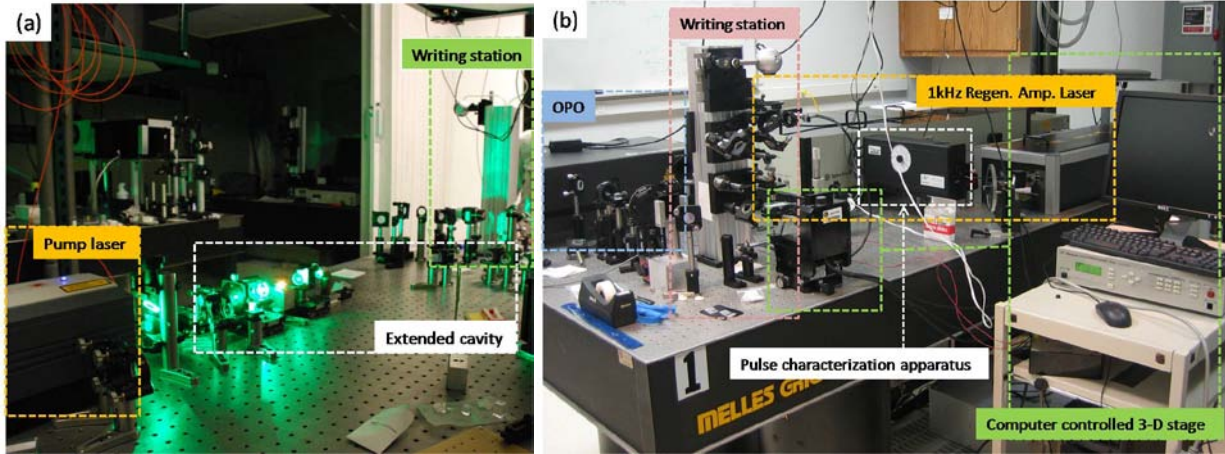 (a)
Writing station
Pump laser
Extended cavity
(b)
Writing station
OPO
1kHz Regen. Amp. Laser
Pulse characterization apparatus
1
MELLES GRIO
Computer controlled 3-D stage